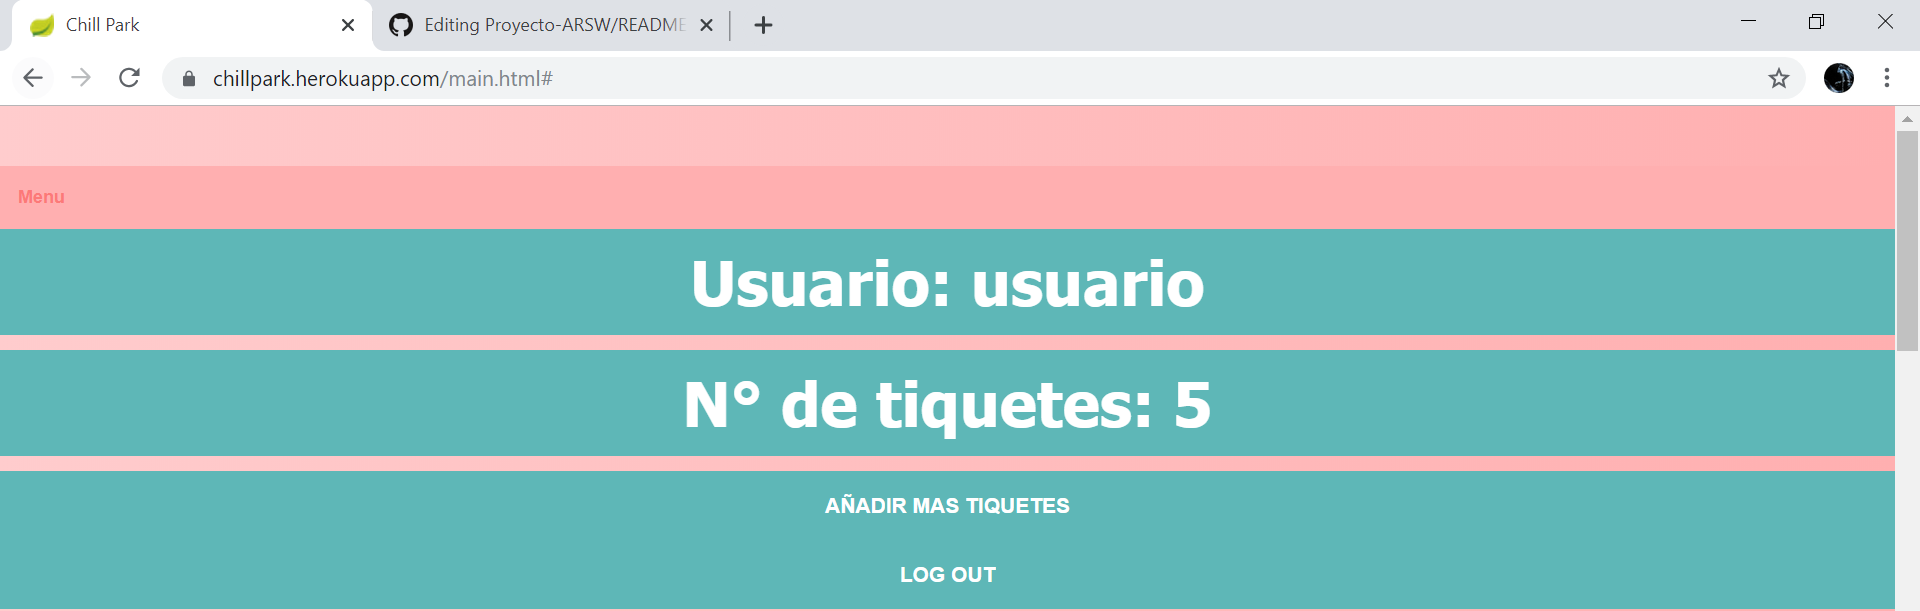 Chill Park
Editing Proyecto-ARSW/README
chillpark.herokuapp.com/main.html#
Menu
Usuario: usuario
N° de tiquetes: 5
AÑADIR MAS TIQUETES
LOG OUT